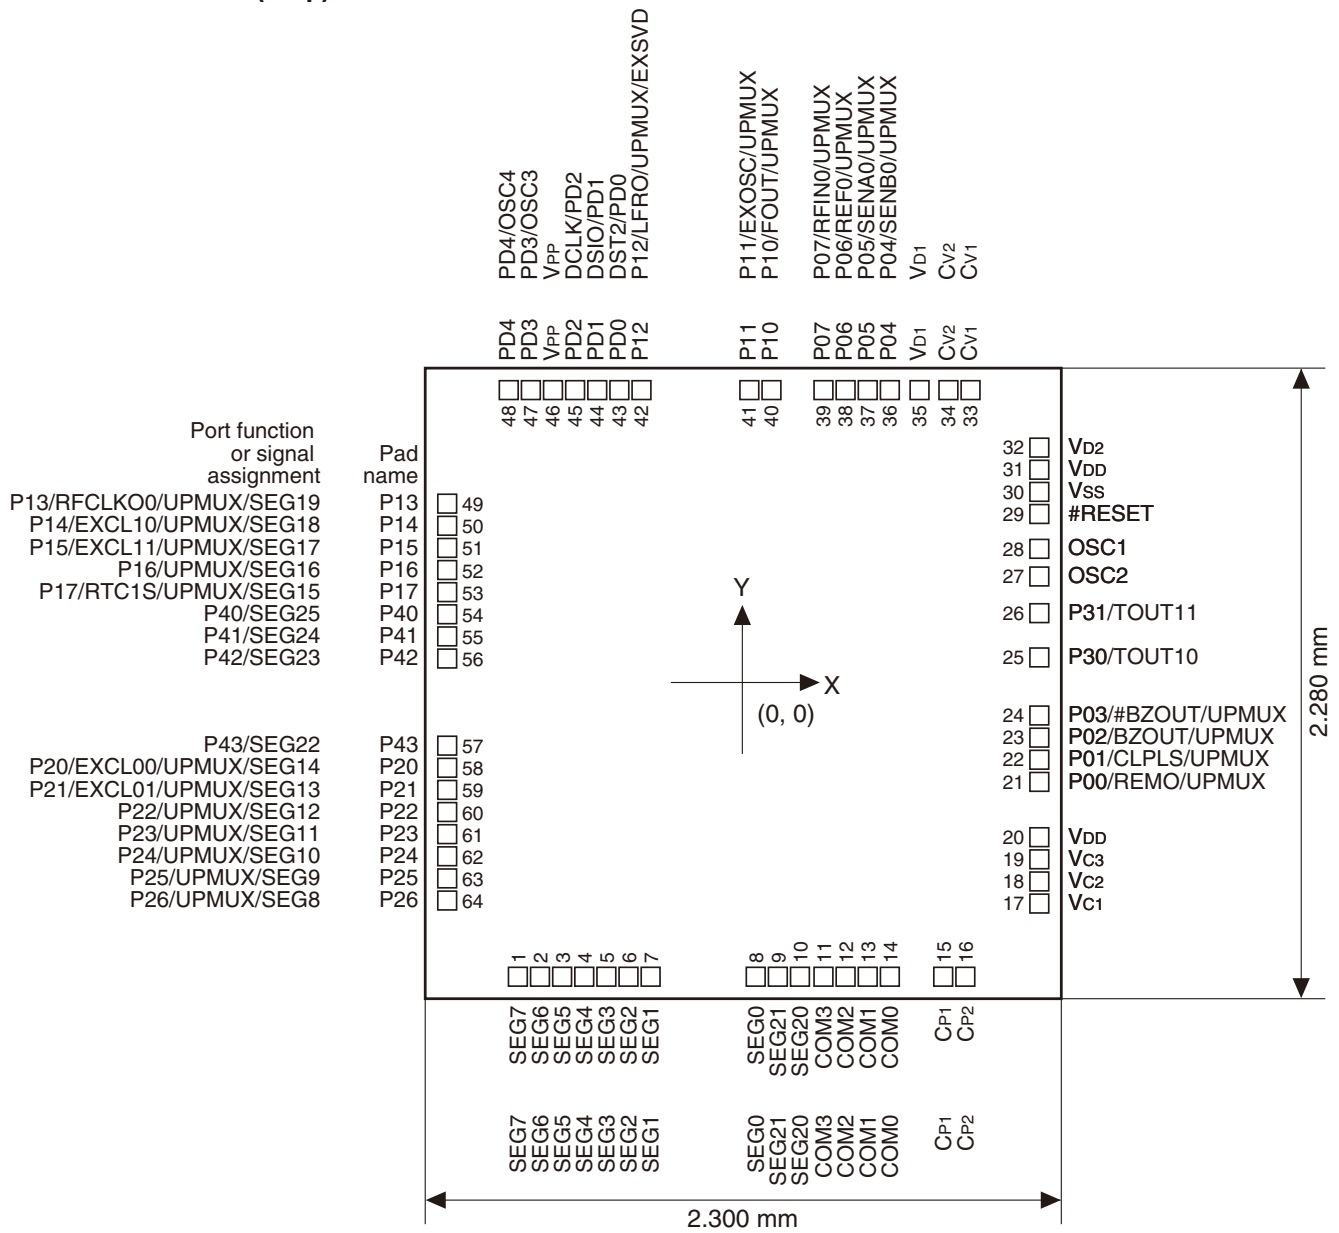 PD4/OSC4
PD3/OSC3
VPP
DCLK/PD2
DSIO/PD1
DST2/PD0
P12/LFRO/UPMUX/EXSVD
P11/EXOSC/UPMUX
P10/FOUT/UPMUX
P07/RFIN0/UPMUX
P06/REF0/UPMUX
P05/SENA0/UPMUX
P04/SENB0/UPMUX
VD1
CV2
CV1
PD4
PD3
VPP
PD2
PD1
PD0
P12
P11
P10
P07
P06
P05
P04
VD1
CV2
CV1
48
47
46
45
44
43
42
41
40
39
38
37
36
35
34
33
Port function
or signal
assignment
Pad
name
P13/RFCLKO0/UPMUX/SEG19 P13 49
P14/EXCL10/UPMUX/SEG18 P14 50
P15/EXCL11/UPMUX/SEG17 P15 51
P16/UPMUX/SEG16 P16 52
P17/RTC1S/UPMUX/SEG15 P17 53
P40/SEG25 P40 54
P41/SEG24 P41 55
P42/SEG23 P42 56
P43/SEG22 P43 57
P20/EXCL00/UPMUX/SEG14 P20 58
P21/EXCL01/UPMUX/SEG13 P21 59
P22/UPMUX/SEG12 P22 60
P23/UPMUX/SEG11 P23 61
P24/UPMUX/SEG10 P24 62
P25/UPMUX/SEG9 P25 63
P26/UPMUX/SEG8 P26 64
Y
X
(0, 0)
32 VD2
31 VDD
30 VSS
29 #RESET
28 OSC1
27 OSC2
26 P31/TOUT11
25 P30/TOUT10
24 P03/#BZOUT/UPMUX
23 P02/BZOUT/UPMUX
22 P01/CLPLS/UPMUX
21 P00/REMO/UPMUX
20 VDD
19 VC3
18 VC2
17 VC1
2.280 mm
1
2
3
4
5
6
7
8
9
10
11
12
13
14
15
16
SEG7
SEG6
SEG5
SEG4
SEG3
SEG2
SEG1
SEG0
SEG21
SEG20
COM3
COM2
COM1
COM0
CP1
CP2
SEG7
SEG6
SEG5
SEG4
SEG3
SEG2
SEG1
SEG0
SEG21
SEG20
COM3
COM2
COM1
COM0
CP1
CP2
2.300 mm